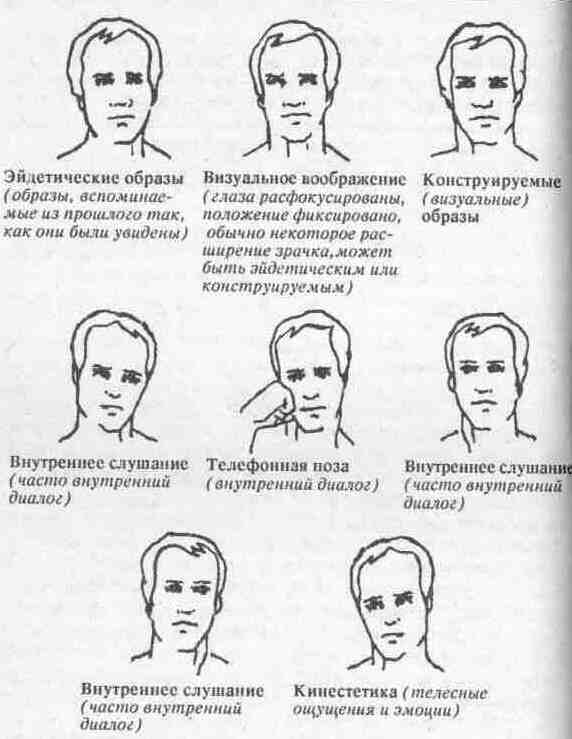 Эйдетические образы
(образы, вспоминае-
мые из прошлого так,
как они были увидены)
Визуальное воображение
(глаза расфокусированы,
положение фиксировано,
обычно некоторое рас-
ширение зрачка,может
быть эйдетическим или
конструируемым)
Конструируемые
(визуальные)
образы
Внутреннее слушание
(часто внутренний
диалог)
Телефонная поза
(внутренний диалог)
Внутреннее слушание
(часто внутренний
диалог)
Внутреннее слушание
(часто внутренний
диалог)
Кинестетика (телесные
ощущения и эмоции)